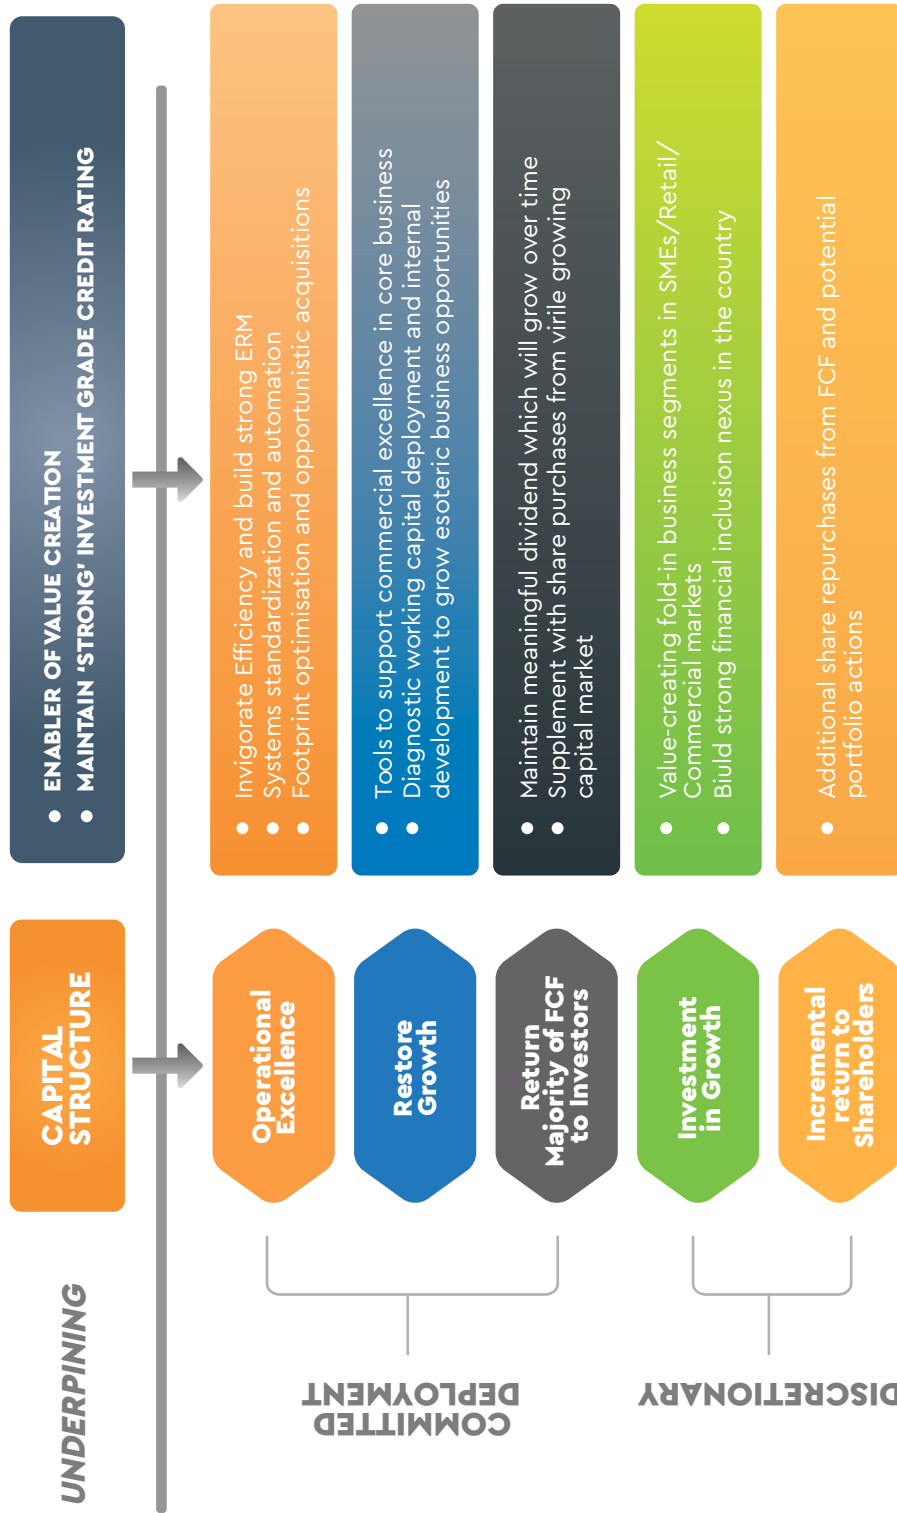 UNDERPINING
CAPITAL
STRUCTURE
• ENABLER OF VALUE CREATION
• MAINTAIN 'STRONG' INVESTMENT GRADE CREDIT RATING
COMMITTED
DEPLOYMENT
Operational
Excellence
• Invigorate Efficiency and build strong ERM
• Systems standardization and automation
• Footprint optimisation and opportunistic acquisitions
Restore
Growth
• Tools to support commercial excellence in core business
• Diagnostic working capital deployment and internal
development to grow esoteric business opportunities
Return
Majority of FCF
to Investors
• Maintain meaningful dividend which will grow over time
• Supplement with share purchases from virile growing
capital market
DISCRETIONARY
Investment
in Growth
• Value-creating fold-in business segments in SMEs/Retail/
Commercial markets
• Biuld strong financial inclusion nexus in the country
Incremental
return to
Shareholders
• Additional share repurchases from FCF and potential
portfolio actions